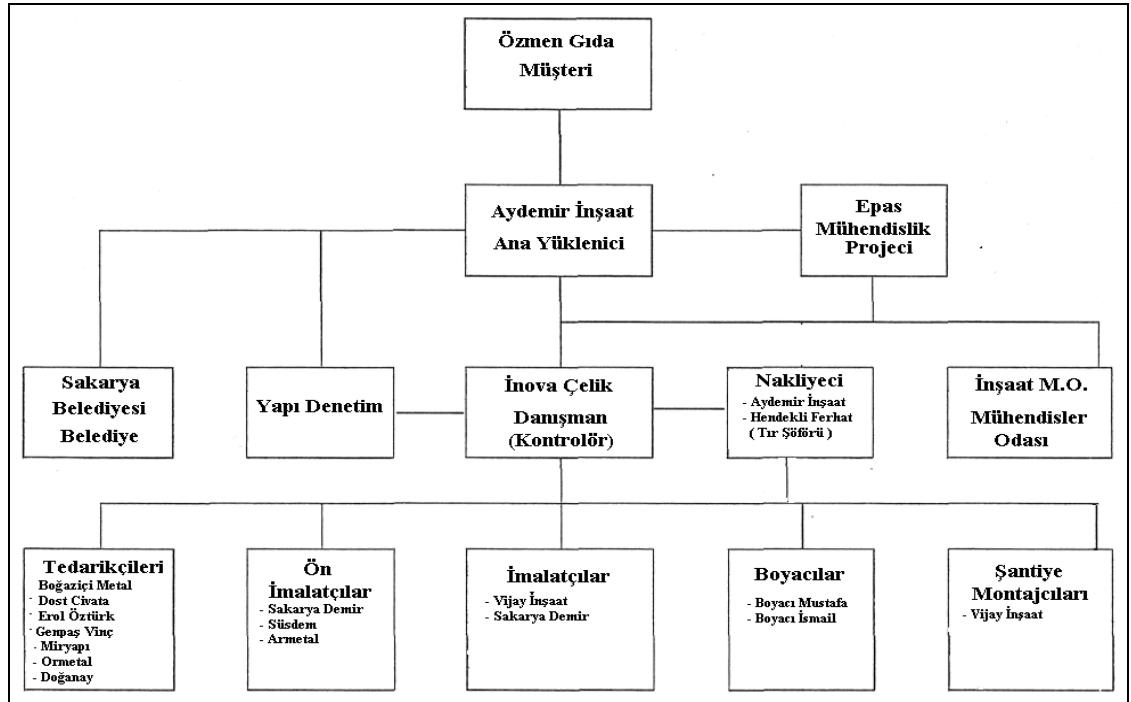 Özmen Gıda
Müşteri
Aydemir İnşaat
Ana Yüklenici
Epas
Mühendislik
Projeci
Sakarya
Belediyesi
Belediye
Yapı Denetim
İnova Çelik
Danışman
(Kontrolör)
Nakliyeci
- Aydemir İnşaat
- Hendekli Ferhat
( Tır Şöförü )
İnşaat M.O.
Mühendisler
Odası
Tedarikçileri
Boğaziçi Metal
- Dost Civata
- Erol Öztürk
- Genpaş Vinç
- Miryapı
- Ormetal
- Doğanay
Ön
İmalatçılar
- Sakarya Demir
- Süsdem
- Armetal
İmalatçılar
- Vijay İnşaat
- Sakarya Demir
Boyacılar
- Boyacı Mustafa
- Boyacı İsmail
Şantiye
Montajcıları
- Vijay İnşaat